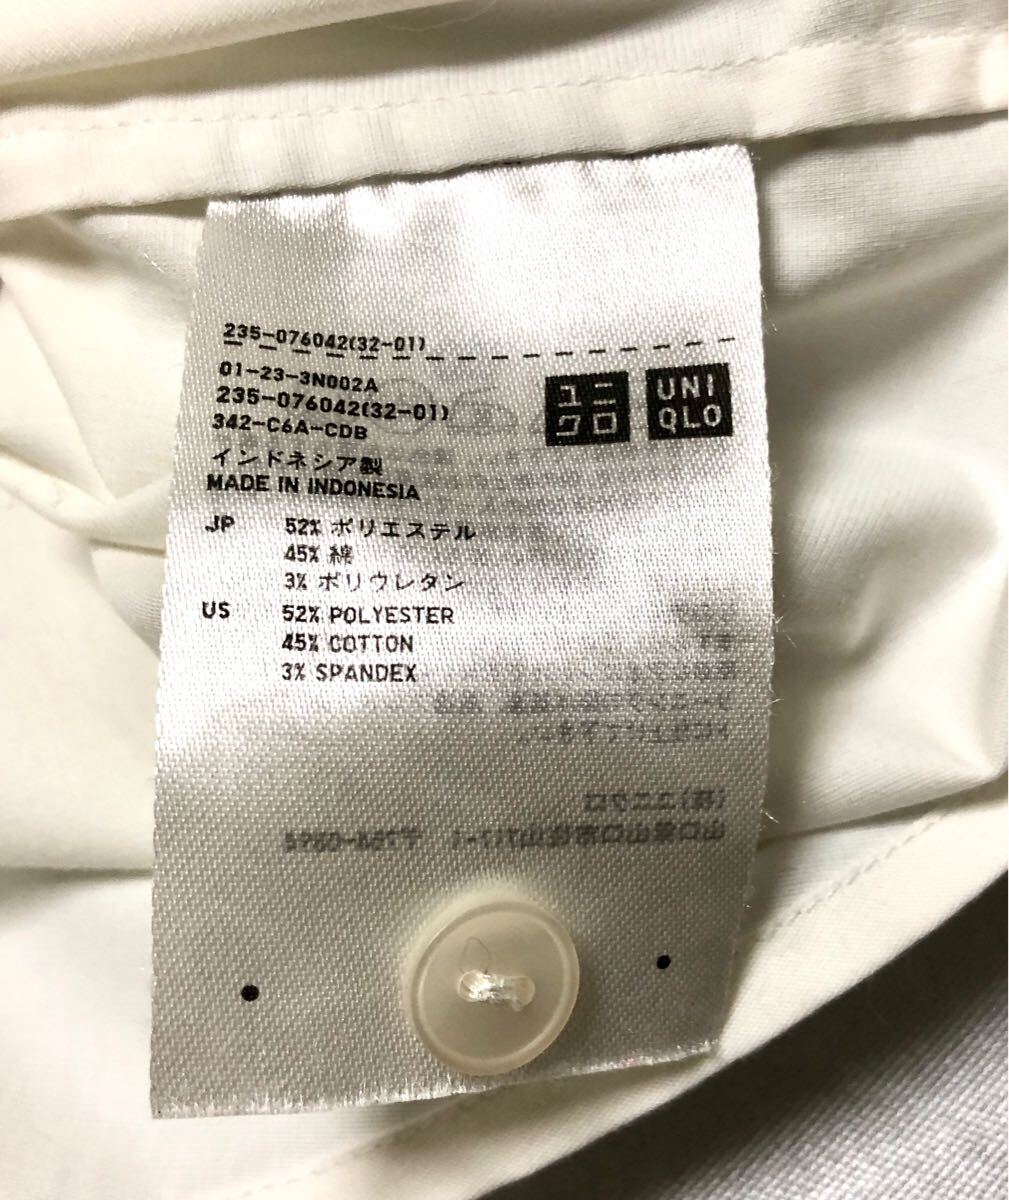 235-076042(32-01)
01-23-3N002A
235-076042(32-01)
342-C6A-CDB
ユニクロ
UNIQLO
インドネシア製
MADE IN INDONESIA
JP 52% ポリエステル
45% 綿
3% ポリウレタン
US 52% POLYESTER
45% COTTON
3% SPANDEX